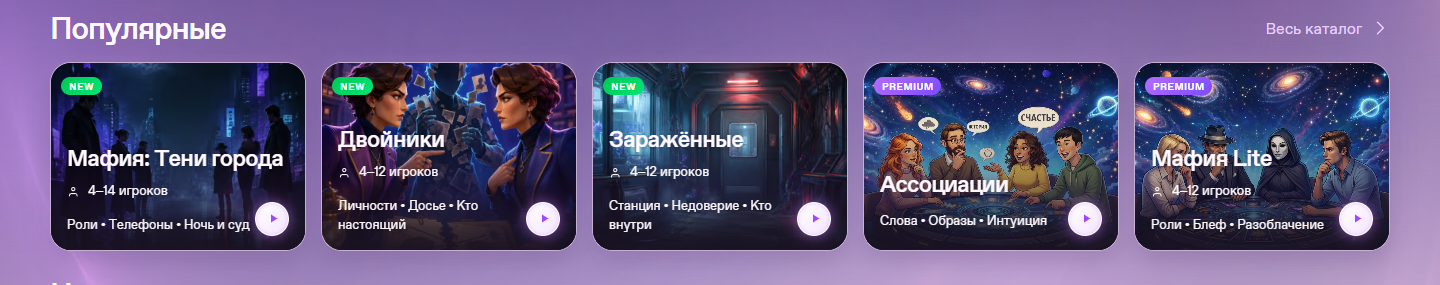 Популярные
Весь каталог
NEW
Мафия: Тени города
4–14 игроков
Роли • Телефоны • Ночь и суд
NEW
Двойники
4–12 игроков
Личности • Досье • Кто
настоящий
NEW
Заражённые
4–12 игроков
Станция • Недоверие • Кто
внутри
PREMIUM
СЧАСТЬЕ
Ассоциации
Слова • Образы • Интуиция
PREMIUM
Мафия Lite
4–12 игроков
Роли • Блеф • Разоблачение